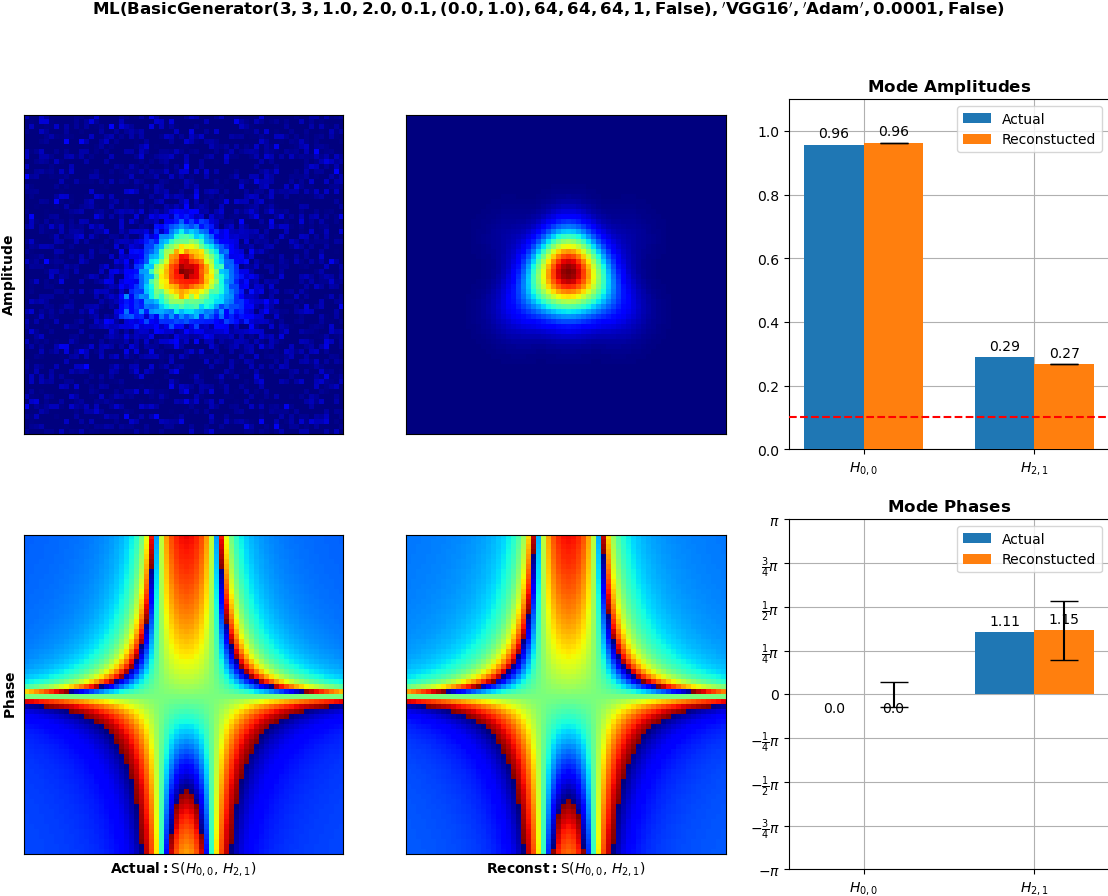 ML(BasicGenerator(3, 3, 1.0, 2.0, 0.1, (0.0, 1.0), 64, 64, 64, 1, False), ′VGG16′, ′Adam′, 0.0001, False)
Amplitude
Mode Amplitudes
Actual
Reconstucted
1.0
0.8
0.6
0.4
0.2
0.0
0.96
0.96
0.29
0.27
H0,0
H2,1
Phase
Actual: S(H0,0, H2,1)
Reconst: S(H0,0, H2,1)
Mode Phases
Actual
Reconstucted
π
3/4π
1/2π
1/4π
0
−1/4π
−1/2π
−3/4π
−π
0.0
0.0
1.11
1.15
H0,0
H2,1